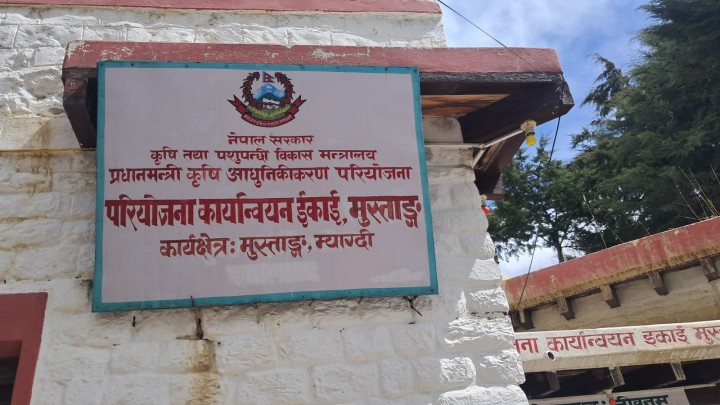 नेपाल सरकार
कृषि तथा पशुपन्छी विकास मन्त्रालय
प्रधानमन्त्री कृषि आधुनिकीकरण परियोजना
परियोजना कार्यान्वयन ईकाई, मुस्ताङ्ग
कार्यक्षेत्र: मुस्ताङ्ग, म्याग्दी
ना कार्यान्वयन इकाई मुस